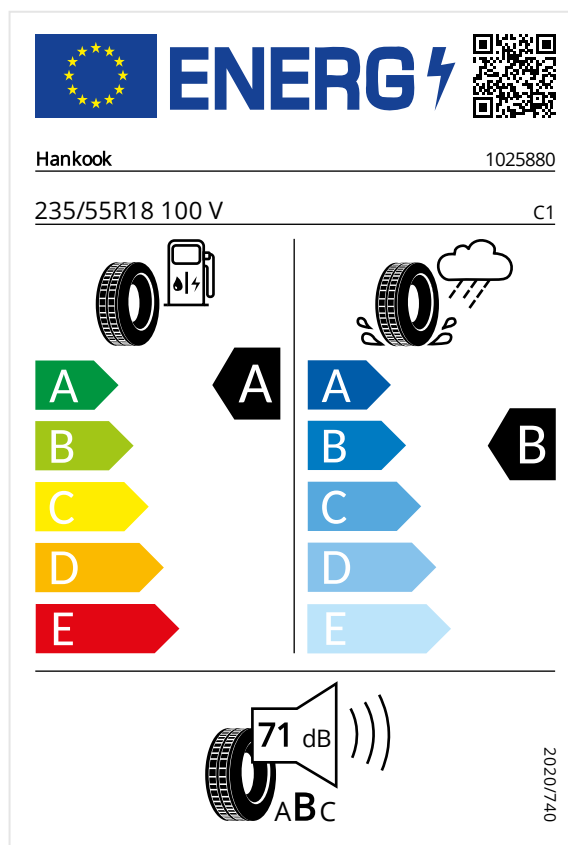 ENERG
Hankook 1025880
235/55R18 100 V C1
A A A
B B B
C C
D D
E E
71 dB
ABC
2020/740